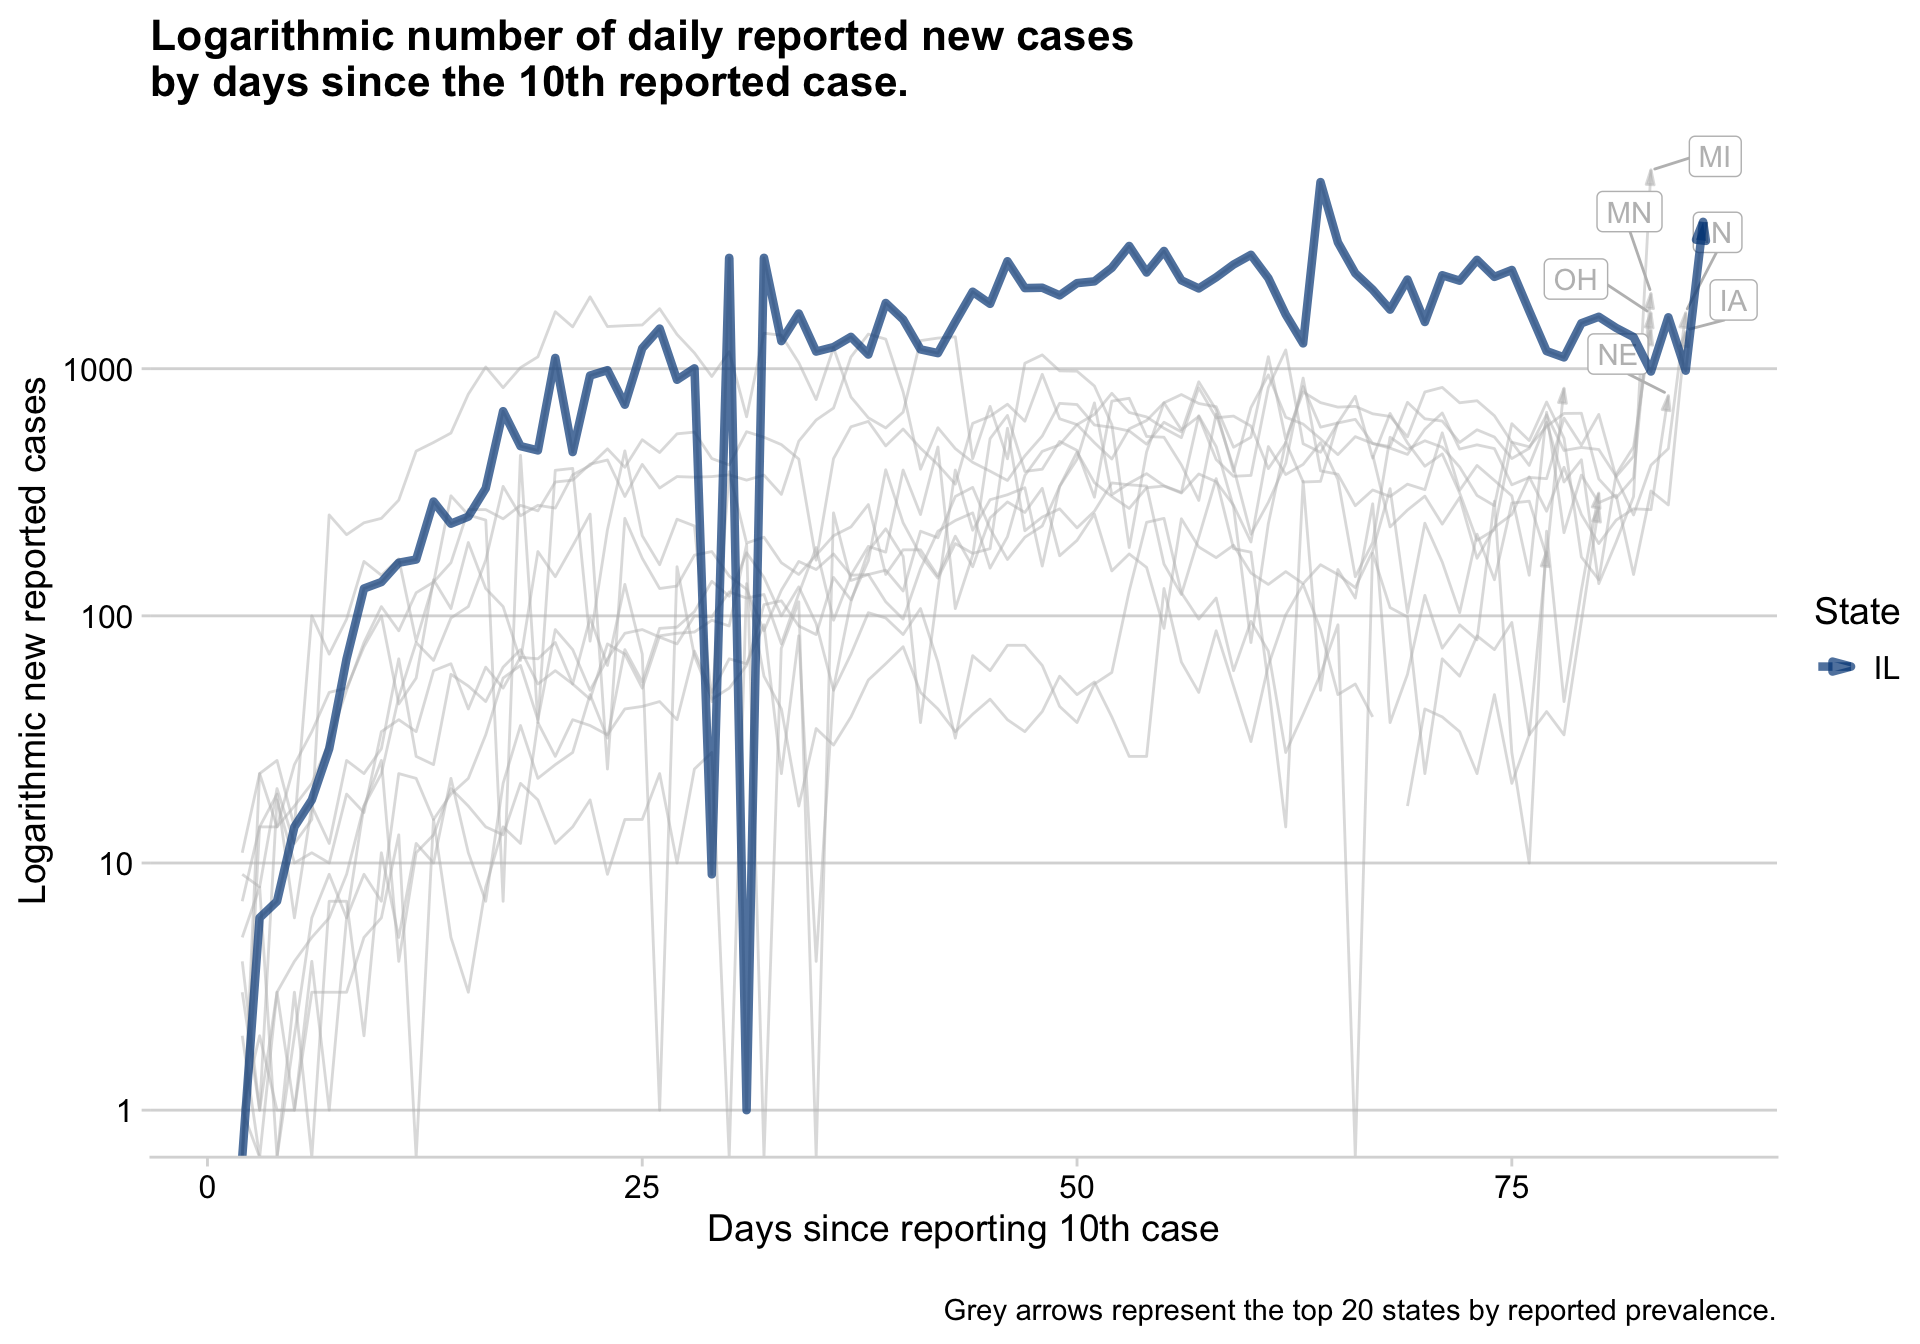 Logarithmic number of daily reported new cases
by days since the 10th reported case.
Logarithmic new reported cases
1000
100
10
1
MI
MN
OH
IA
NE
0
25
50
75
Days since reporting 10th case
State
IL
Grey arrows represent the top 20 states by reported prevalence.